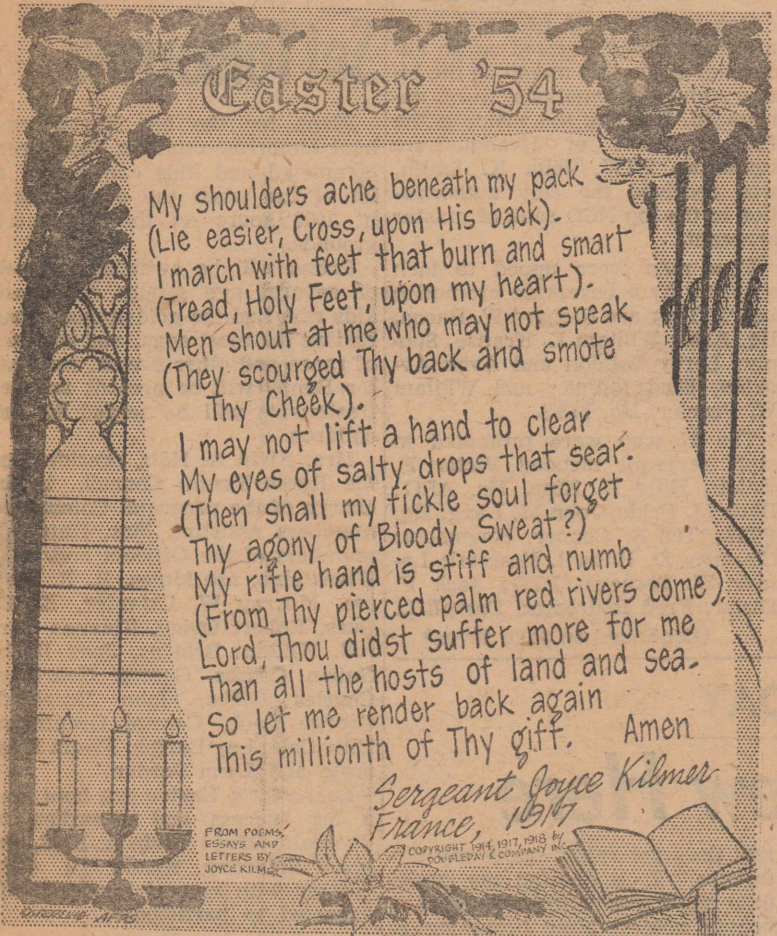 Easter '54
My shoulders ache beneath my pack
(Lie easier, Cross, upon His back).
I march with feet that burn and smart
(Tread, Holy Feet, upon my heart).
Men shout at me who may not speak
(They scourged Thy back and smote
Thy Cheek).
I may not lift a hand to clear
My eyes of salty drops that sear.
(Then shall my fickle soul forget
Thy agony of Bloody Sweat?)
My rifle hand is stiff and numb
(From Thy pierced palm red rivers come).
Lord, Thou didst suffer more for me
Than all the hosts of land and sea.
So let me render back again
This millionth of Thy gift. Amen
Sergeant Joyce Kilmer
France, 1917
FROM POEMS,
ESSAYS AND
LETTERS BY
JOYCE KILMER
COPYRIGHT 1914, 1917, 1918 by
DOUBLEDAY & COMPANY INC.